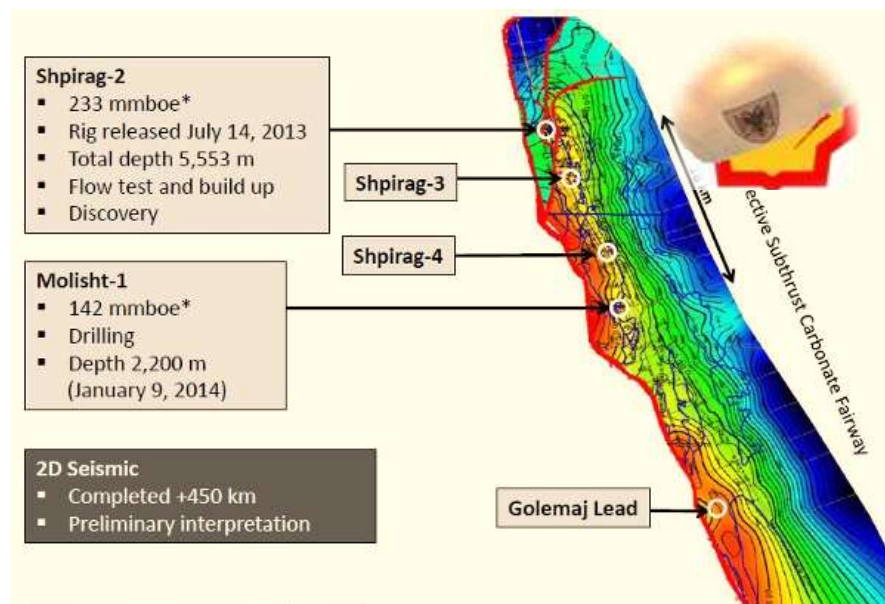 Shpirag-2
▪ 233 mmboe*
▪ Rig released July 14, 2013
▪ Total depth 5,553 m
▪ Flow test and build up
▪ Discovery
Shpirag-3
Shpirag-4
Molisht-1
▪ 142 mmboe*
▪ Drilling
▪ Depth 2,200 m
(January 9, 2014)
2D Seismic
▪ Completed +450 km
▪ Preliminary interpretation
Golemaj Lead
ective Subthrust Carbonate Fairway